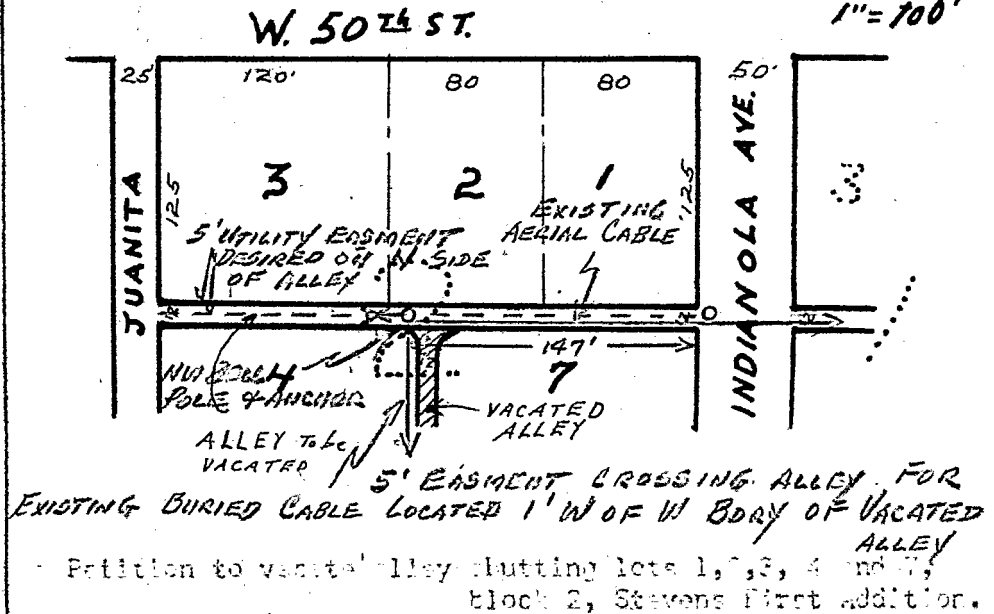 1"=100'
W. 50th ST.
25' 120' 80 80 50'
JUANITA
125
3
2
1
125
INDIANOLA AVE.
EXISTING
AERIAL CABLE
5' UTILITY EASMENT
DESIRED ON N SIDE
OF ALLEY
147'
4
7
POLE & ANCHOR
VACATED
ALLEY
ALLEY To be
VACATED
5' EASMENT CROSSING ALLEY FOR
EXISTING BURIED CABLE LOCATED 1' W OF W BDRY OF VACATED
ALLEY
Petition to vacate alley abutting lots 1, 3, 4 and 7,
block 2, Stevens First Addition.